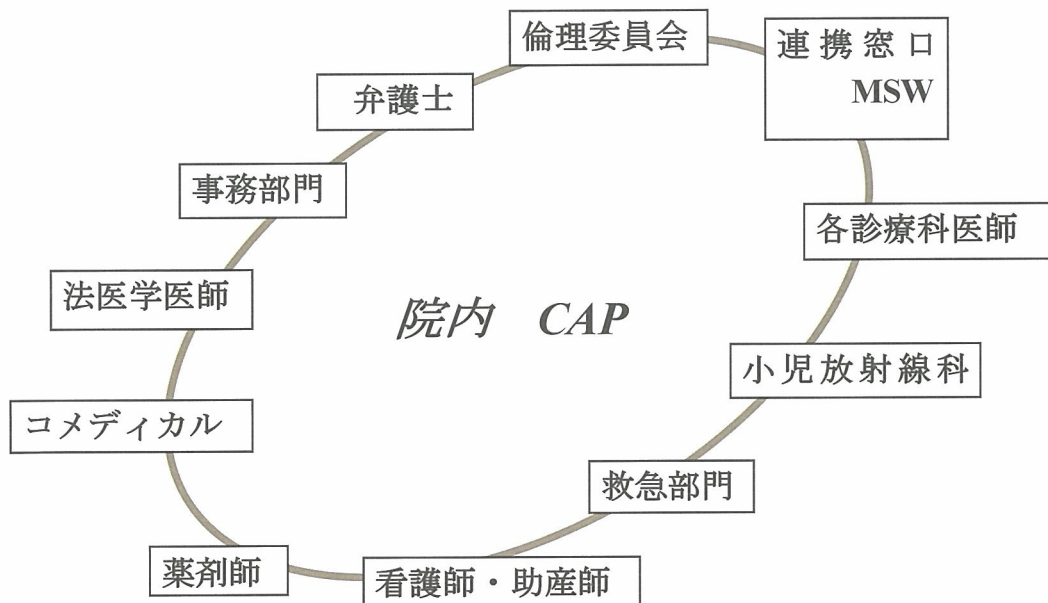 倫理委員会
連携窓口
MSW
弁護士
事務部門
各診療科医師
法医学医師
院内 CAP
小児放射線科
コメディカル
救急部門
薬剤師
看護師・助産師